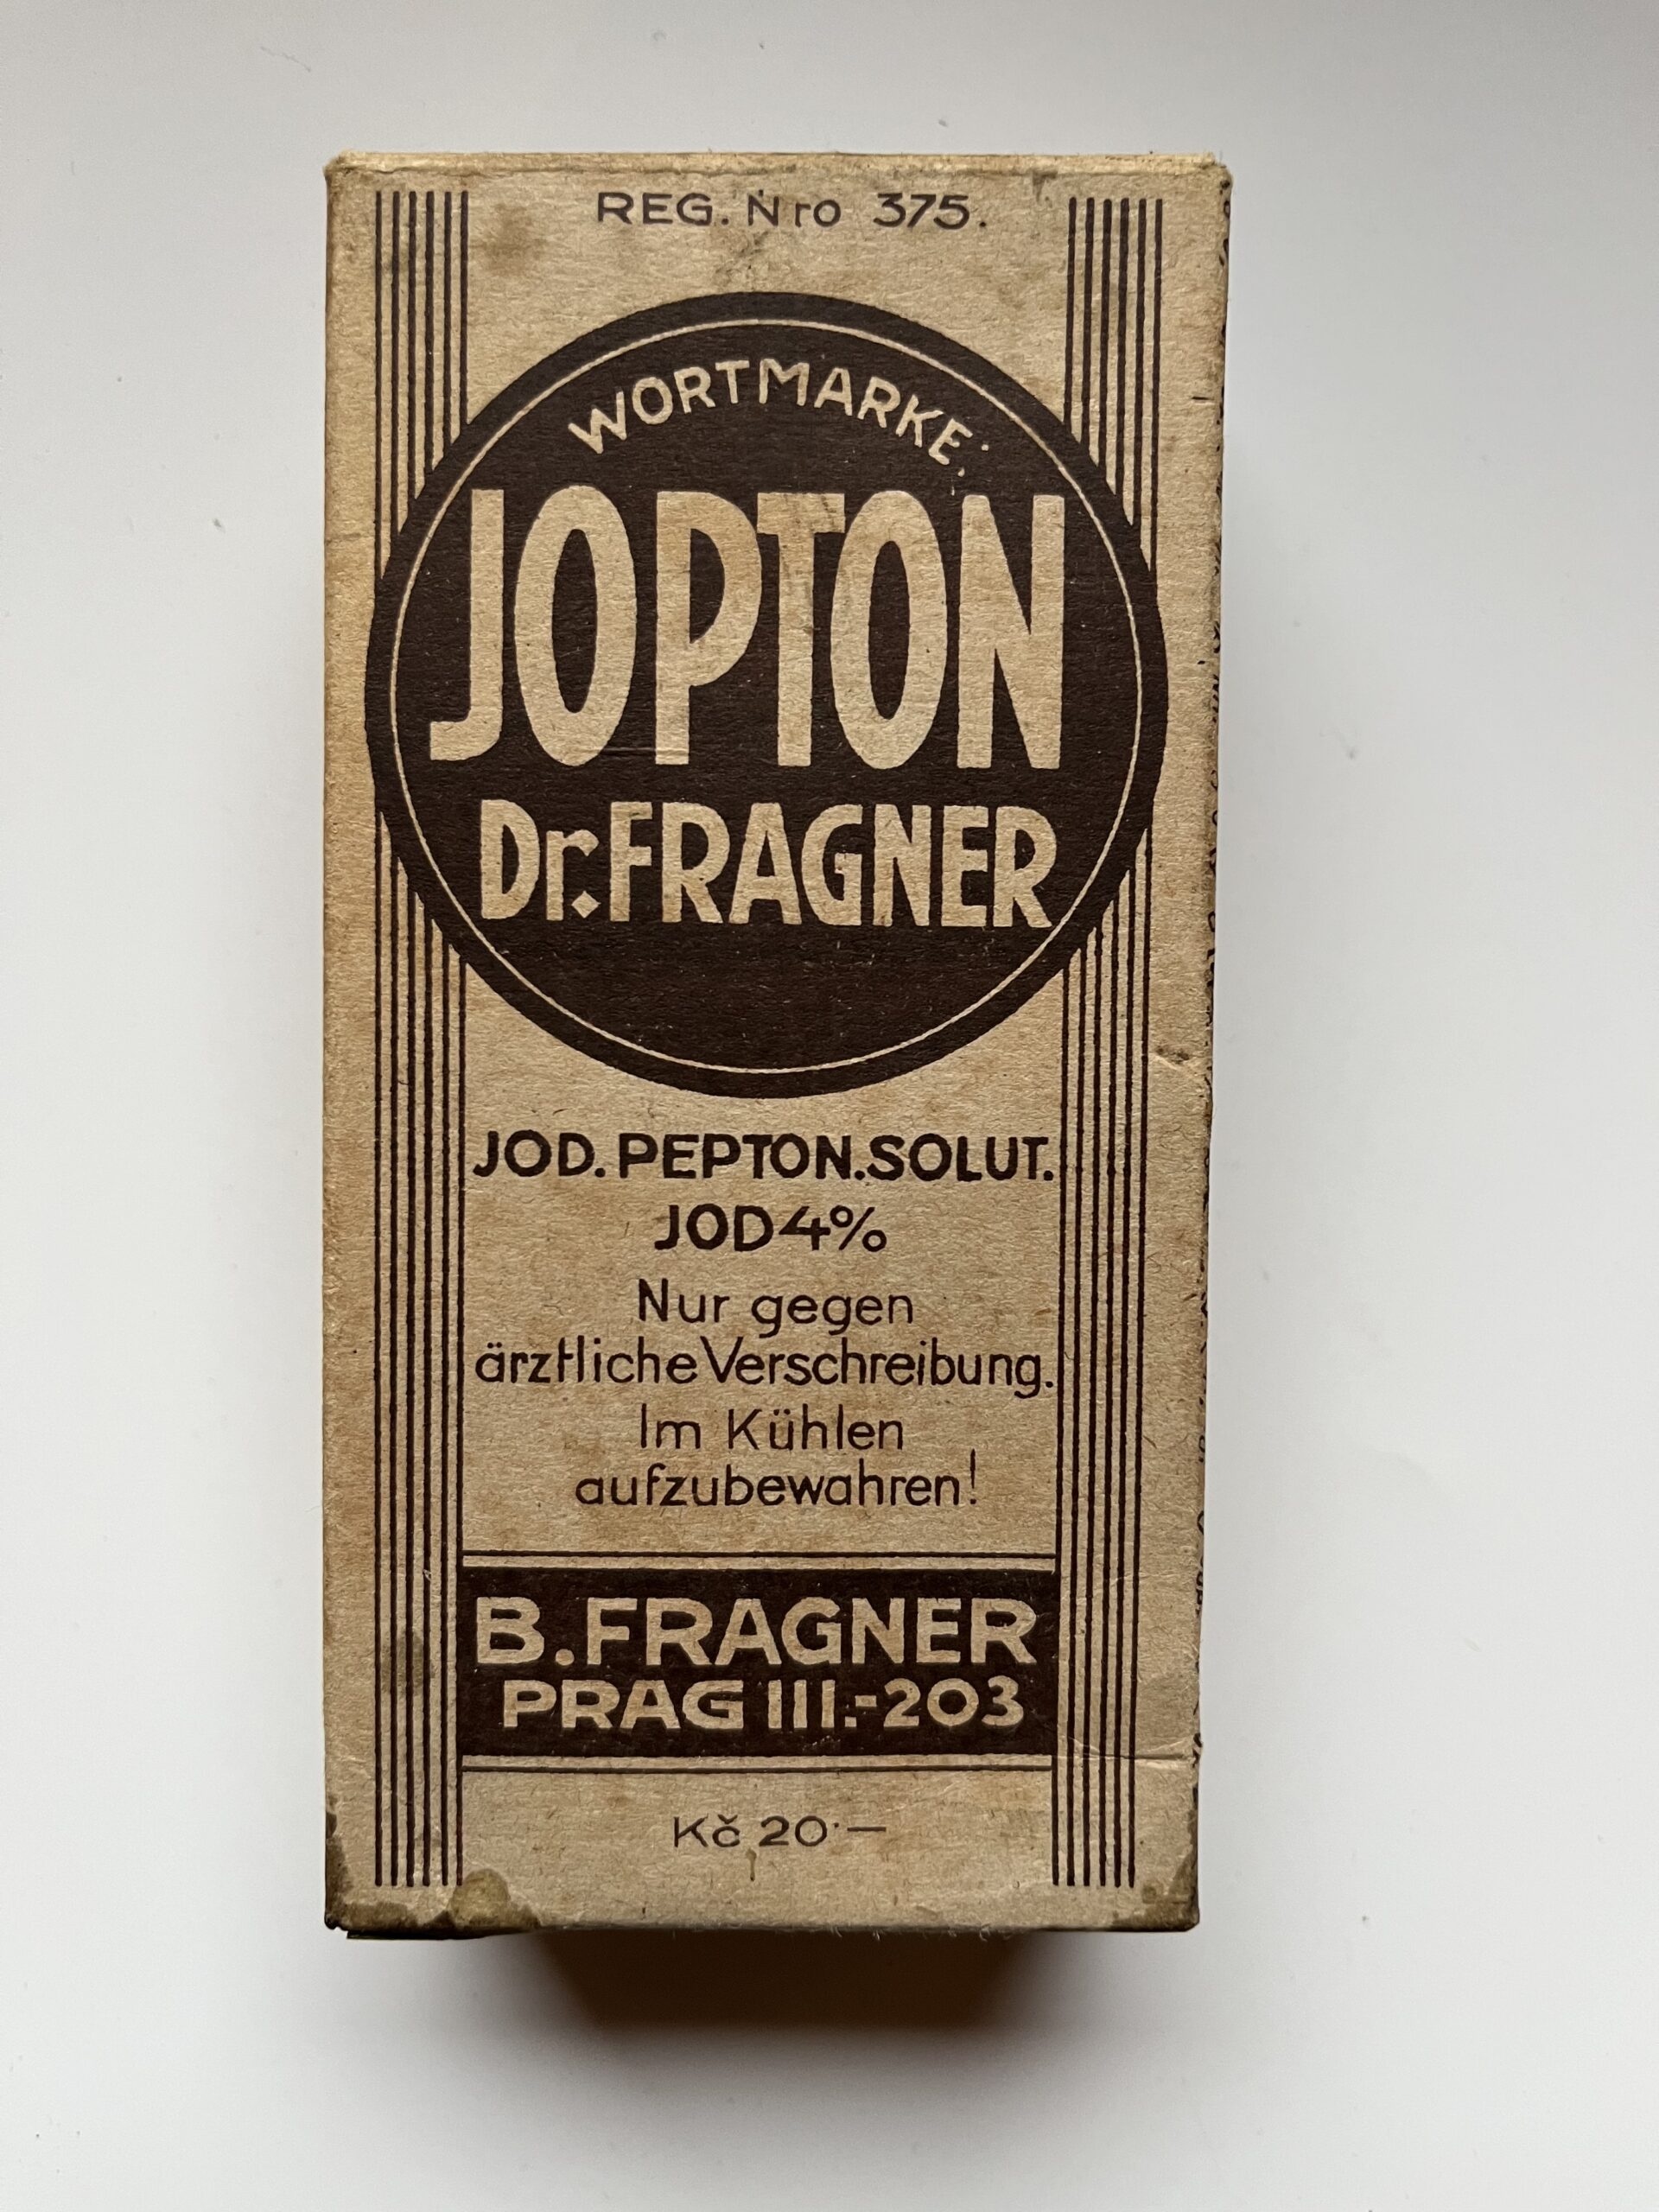 REG. Nro 375.
WORTMARKE:
JOPTON
Dr. FRAGNER
JOD. PEPTON. SOLUT.
JOD 4%
Nur gegen
ärztliche Verschreibung.
Im Kühlen
aufzubewahren!
B. FRAGNER
PRAG III.-203
Kč 20·—